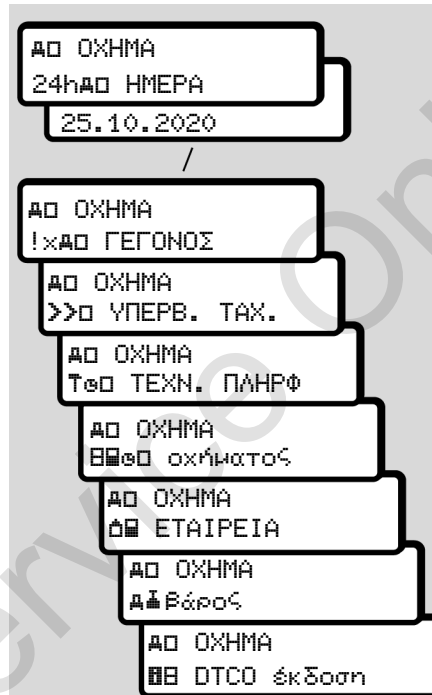 ΟΧΗΜΑ
24h ΗΜΕΡΑ
25.10.2020
/
ΟΧΗΜΑ
!x ΓΕΓΟΝΟΣ
ΟΧΗΜΑ
>> ΥΠΕΡΒ. ΤΑΧ.
ΟΧΗΜΑ
ΤΕΧΝ. ΠΛΗΡΦ
ΟΧΗΜΑ
οχήματος
ΟΧΗΜΑ
ΕΤΑΙΡΕΙΑ
ΟΧΗΜΑ
Βάρος
ΟΧΗΜΑ
DTCO έκδοση